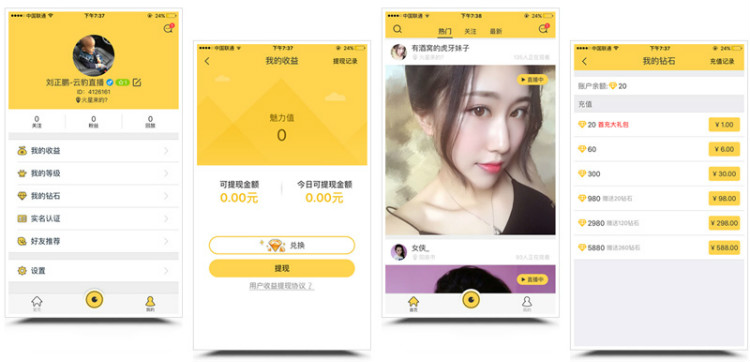 中国联通
下午7:37
24%
刘正鹏-云豹直播
ID: 4128161
火星来的?
0
关注
0
粉丝
0
回放
我的收益
我的等级
我的钻石
实名认证
好友推荐
设置
首页
我的
中国联通
下午7:37
24%
我的收益
提现记录
魅力值
0
可提现金额
今日可提现金额
0.00元
0.00元
兑换
提现
用户收益提现协议
中国联通
下午7:38
24%
热门
关注
最新
有酒窝的虎牙妹子
火星来的?
直播中
女侠_
直播中
首页
我的
中国联通
下午7:37
24%
我的钻石
充值记录
账户余额: 20
充值
20 首充大礼包
¥ 1.00
60
¥ 6.00
300
¥ 30.00
980 赠送20钻石
¥ 98.00
2980 赠送120钻石
¥ 298.00
5880 赠送280钻石
¥ 588.00